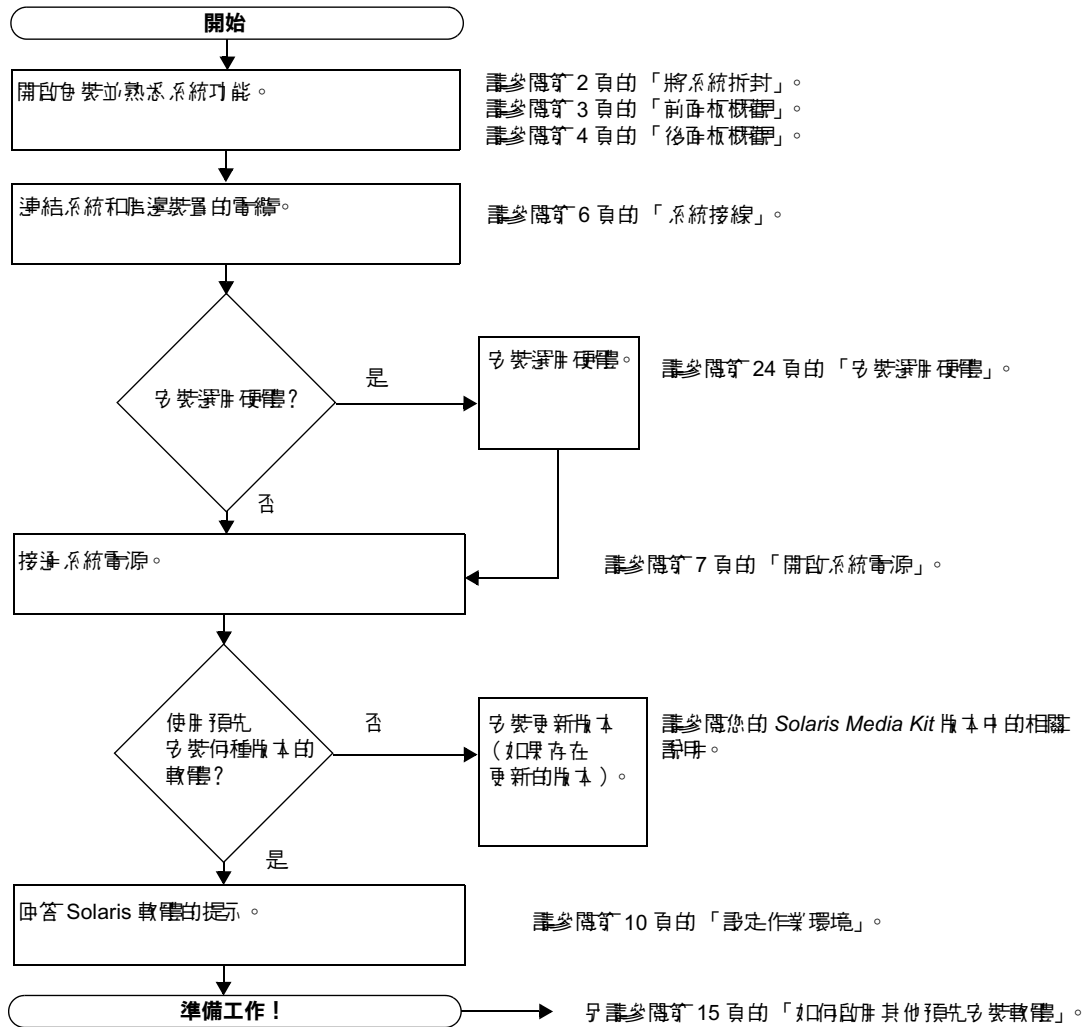 開始
開啟包裝並熟悉系統功能。
請參閱第 2 頁的「將系統拆封」。
請參閱第 3 頁的「前面板概觀」。
請參閱第 4 頁的「後面板概觀」。
連結系統和週邊裝置的電纜。
請參閱第 6 頁的「系統接線」。
安裝選用硬體?
是
安裝選用硬體。
請參閱第 24 頁的「安裝選用硬體」。
否
接通系統電源。
請參閱第 7 頁的「開啟系統電源」。
使用預先
安裝何種版本的
軟體?
否
安裝更新版本
(如果存在
更新的版本)。
請參閱您的 Solaris Media Kit 版本中的相關
說明。
是
回答 Solaris 軟體的提示。
請參閱第 10 頁的「設定作業環境」。
準備工作!
另請參閱第 15 頁的「如何啟用其他預先安裝軟體」。